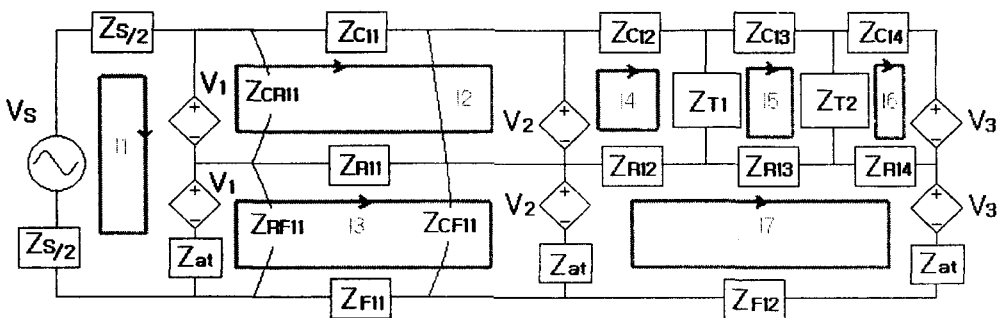 ZS/2 ZC11 ZC12 ZC13 ZC14
VS I1 V1 ZCR11 I2 V2 I4 ZT1 I5 ZT2 I6 V3
ZR11 ZR12 ZR13 ZR14
ZS/2 V1 ZRF11 I3 ZCF11 V2 I7 V3
Zat Zat Zat
ZF11 ZF12